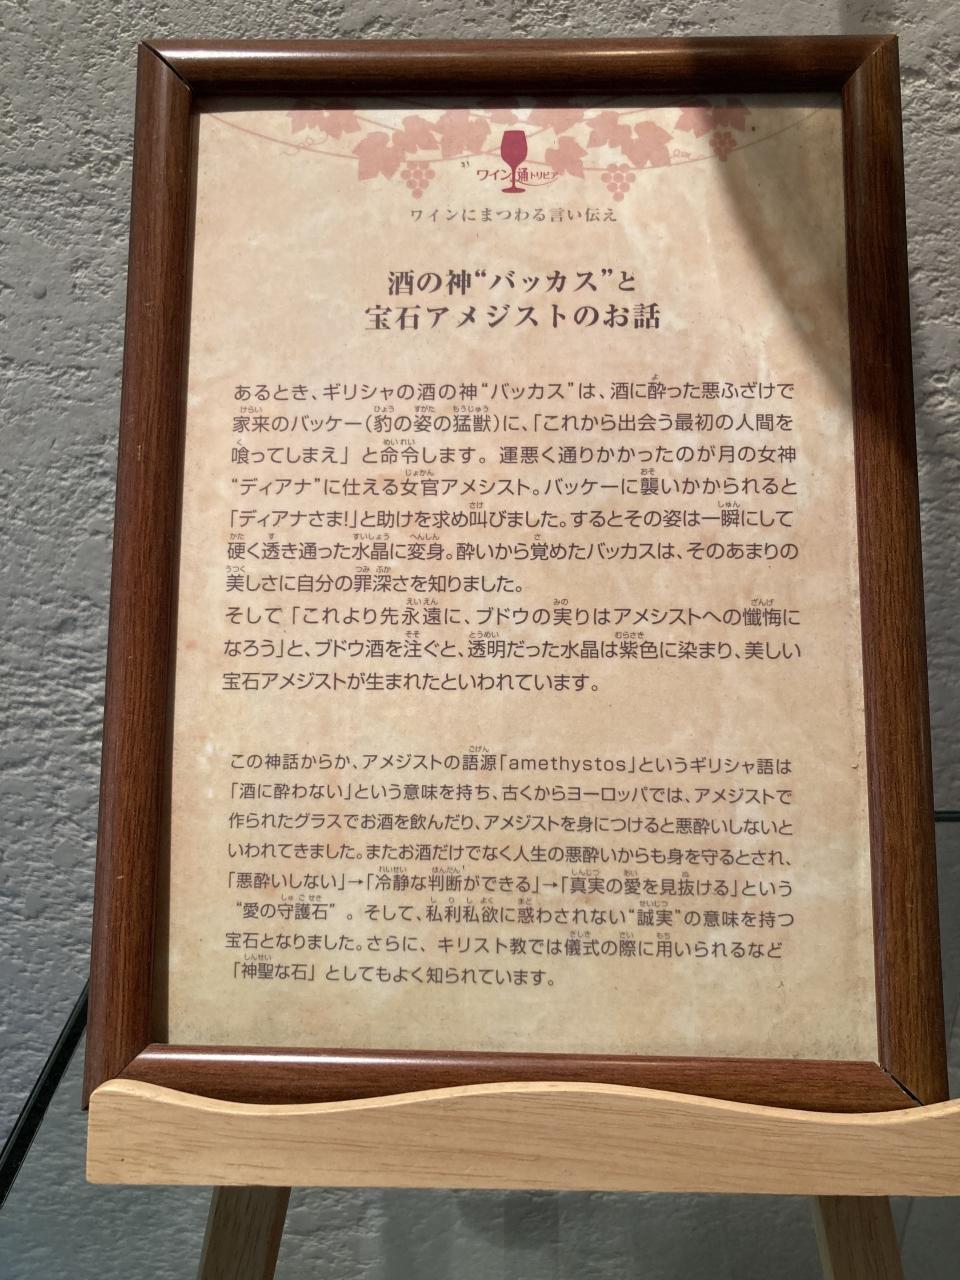 ワイン通トリビア
ワインにまつわる言い伝え
酒の神“バッカス”と
宝石アメジストのお話
あるとき、ギリシャの酒の神“バッカス”は、酒に酔った悪ふざけで
家来のバッケー(豹の姿の猛獣)に、「これから出会う最初の人間を
喰ってしまえ」と命令します。運悪く通りかかったのが月の女神
“ディアナ”に仕える女官アメシスト。バッケーに襲いかかられると
「ディアナさま!」と助けを求め叫びました。するとその姿は一瞬にして
硬く透き通った水晶に変身。酔いから覚めたバッカスは、そのあまりの
美しさに自分の罪深さを知りました。
そして「これより先永遠に、ブドウの実りはアメシストへの懺悔に
なろう」と、ブドウ酒を注ぐと、透明だった水晶は紫色に染まり、美しい
宝石アメジストが生まれたといわれています。
この神話からか、アメジストの語源「amethystos」というギリシャ語は
「酒に酔わない」という意味を持ち、古くからヨーロッパでは、アメジストで
作られたグラスでお酒を飲んだり、アメジストを身につけると悪酔いしないと
いわれてきました。またお酒だけでなく人生の悪酔いからも身を守るとされ、
「悪酔いしない」→「冷静な判断ができる」→「真実の愛を見抜ける」という
“愛の守護石”。そして、私利私欲に惑わされない“誠実”の意味を持つ
宝石となりました。さらに、キリスト教では儀式の際に用いられるなど
「神聖な石」としてもよく知られています。